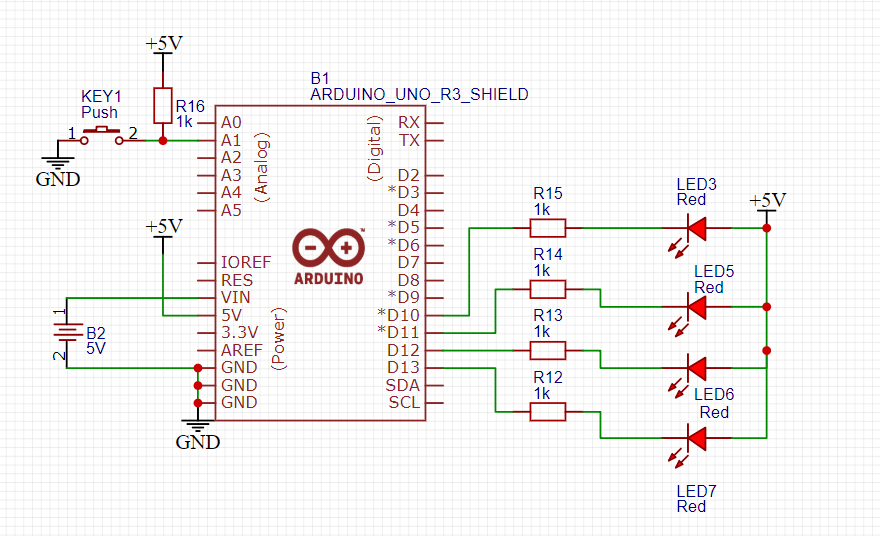 +5V
KEY1
Push
1 2
GND
R16
1k
B1
ARDUINO_UNO_R3_SHIELD
A0
A1
A2
A3
A4
A5
(Analog)
IOREF
RES
VIN
5V
3.3V
AREF
GND
GND
GND
(Power)
+5V
1
B2
5V
2
GND
ARDUINO
™
(Digital)
RX
TX
D2
*D3
D4
*D5
*D6
D7
D8
*D9
*D10
*D11
D12
D13
SDA
SCL
R15
1k
R14
1k
R13
1k
R12
1k
LED3
Red
+5V
LED5
Red
LED6
Red
LED7
Red